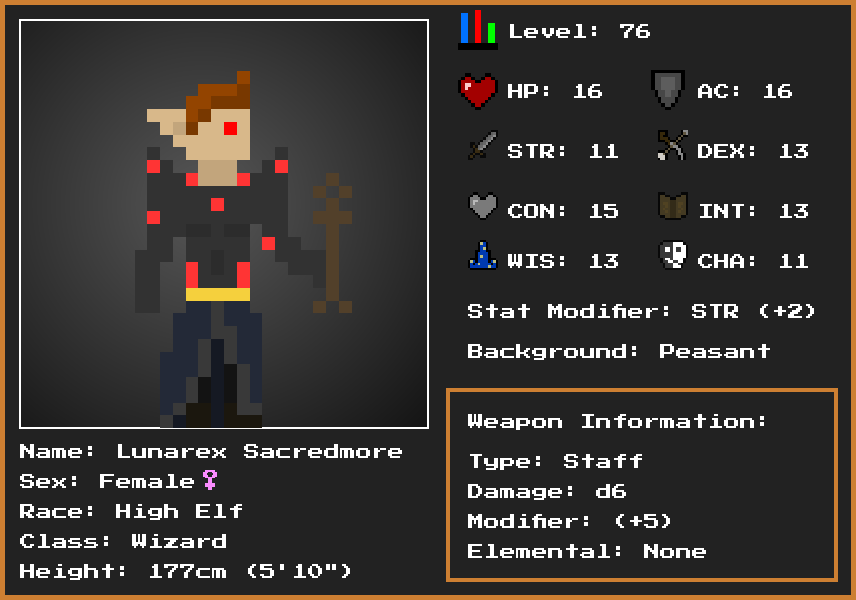 Level: 76
HP: 16 AC: 16
STR: 11 DEX: 13
CON: 15 INT: 13
WIS: 13 CHA: 11
Stat Modifier: STR (+2)
Background: Peasant
Weapon Information:
Type: Staff
Damage: d6
Modifier: (+5)
Elemental: None
Name: Lunarex Sacredmore
Sex: Female♀
Race: High Elf
Class: Wizard
Height: 177cm (5'10")